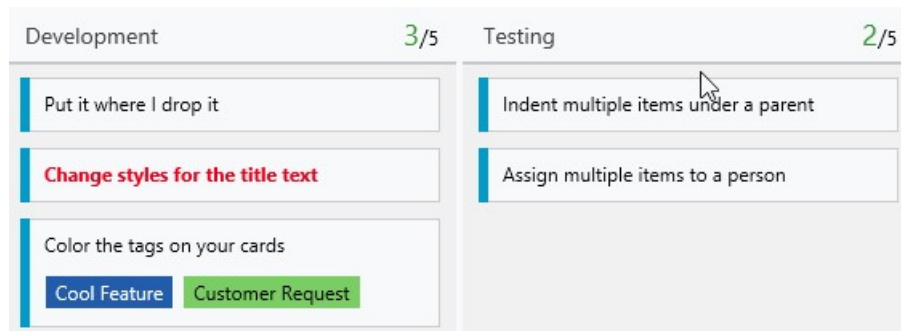 Development 3/5
Put it where I drop it
Change styles for the title text
Color the tags on your cards
Cool Feature Customer Request
Testing 2/5
Indent multiple items under a parent
Assign multiple items to a person